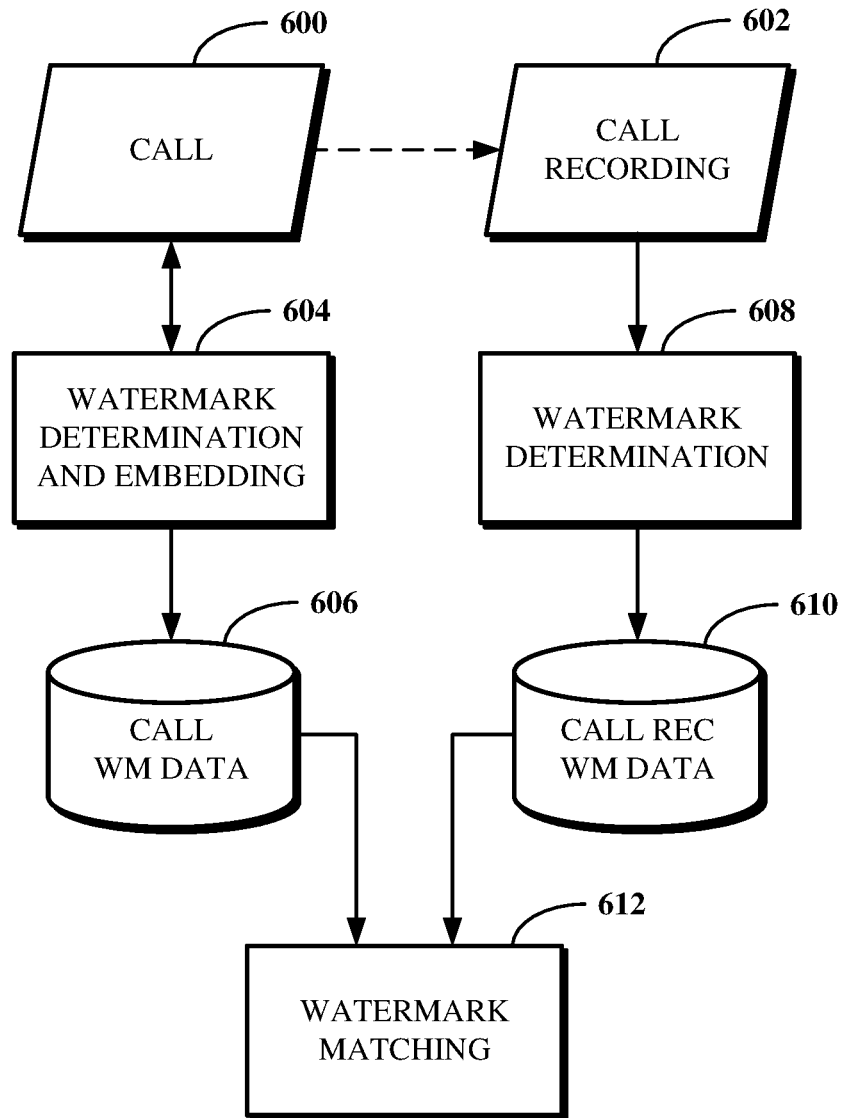 600
602
CALL
CALL
RECORDING
604
608
WATERMARK
DETERMINATION
AND EMBEDDING
WATERMARK
DETERMINATION
606
610
CALL
WM DATA
CALL REC
WM DATA
612
WATERMARK
MATCHING